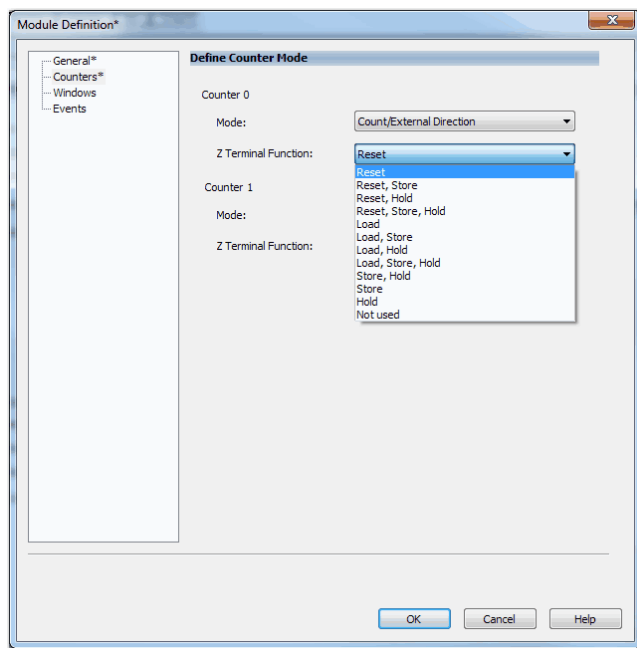 Module Definition*
General*
Counters*
Windows
Events
Define Counter Mode
Counter 0
Mode:
Count/External Direction
Z Terminal Function:
Reset
Reset
Reset, Store
Reset, Hold
Reset, Store, Hold
Load
Load, Store
Load, Hold
Load, Store, Hold
Store, Hold
Store
Hold
Not used
Counter 1
Mode:
Z Terminal Function:
OK
Cancel
Help